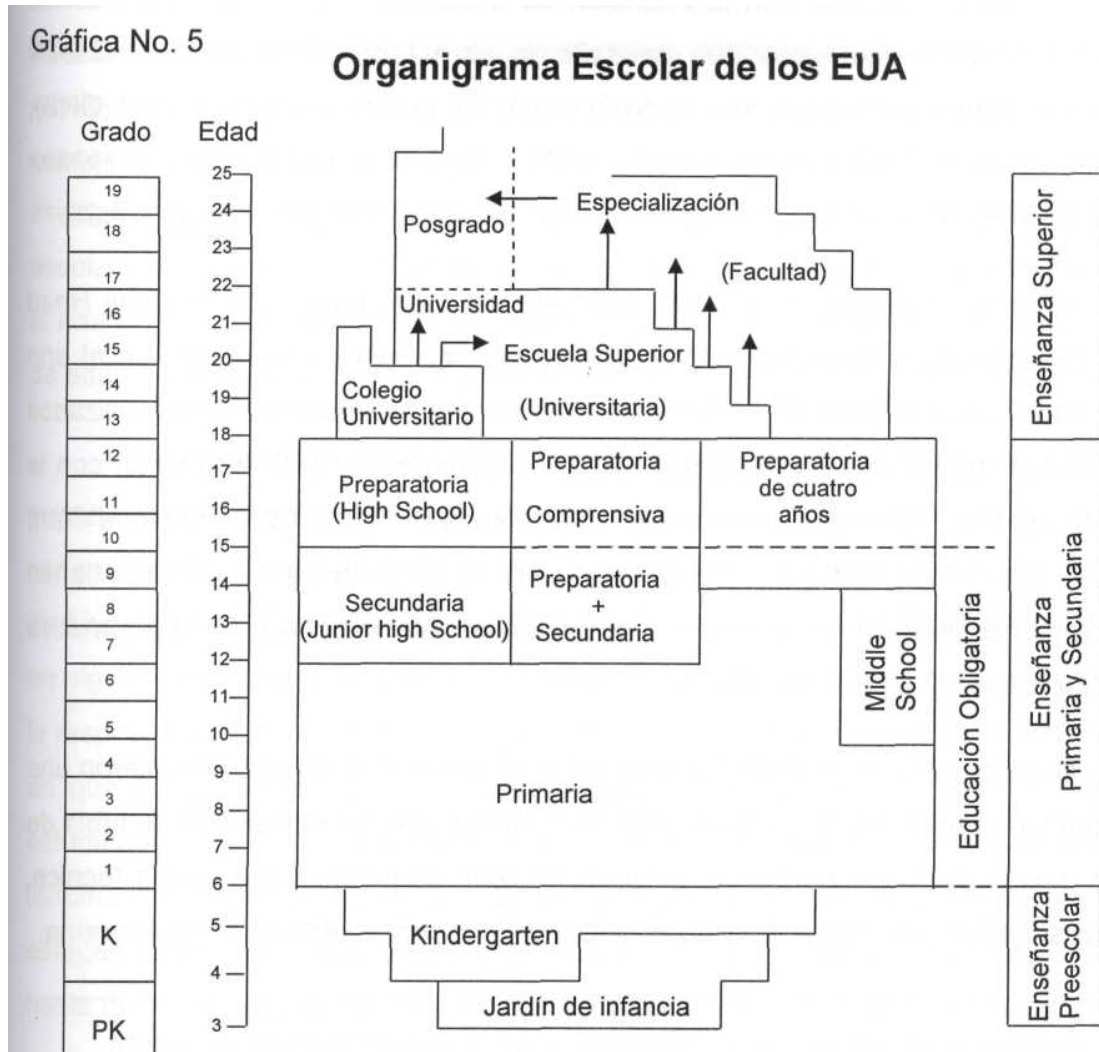 Gráfica No. 5
Organigrama Escolar de los EUA
Grado
Edad
19
18
17
16
15
14
13
12
11
10
9
8
7
6
5
4
3
2
1
K
PK
25
24
23
22
21
20
19
18
17
16
15
14
13
12
11
10
9
8
7
6
5
4
3
Posgrado
Especialización
(Facultad)
Universidad
Escuela Superior
(Universitaria)
Colegio
Universitario
Preparatoria
(High School)
Preparatoria
Comprensiva
Preparatoria
de cuatro
años
Secundaria
(Junior high School)
Preparatoria
+
Secundaria
Middle
School
Primaria
Kindergarten
Jardín de infancia
Educación Obligatoria
Enseñanza Superior
Enseñanza
Primaria y Secundaria
Enseñanza
Preescolar